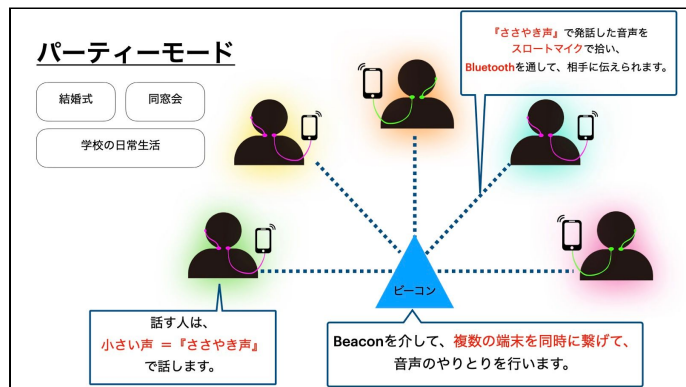 パーティーモード
結婚式
同窓会
学校の日常生活
『ささやき声』で発話した音声を
スロートマイクで拾い、
Bluetoothを通して、相手に伝えられます。
ビーコン
話す人は、
小さい声 ＝『ささやき声』
で話します。
Beaconを介して、複数の端末を同時に繋げて、
音声のやりとりを行います。